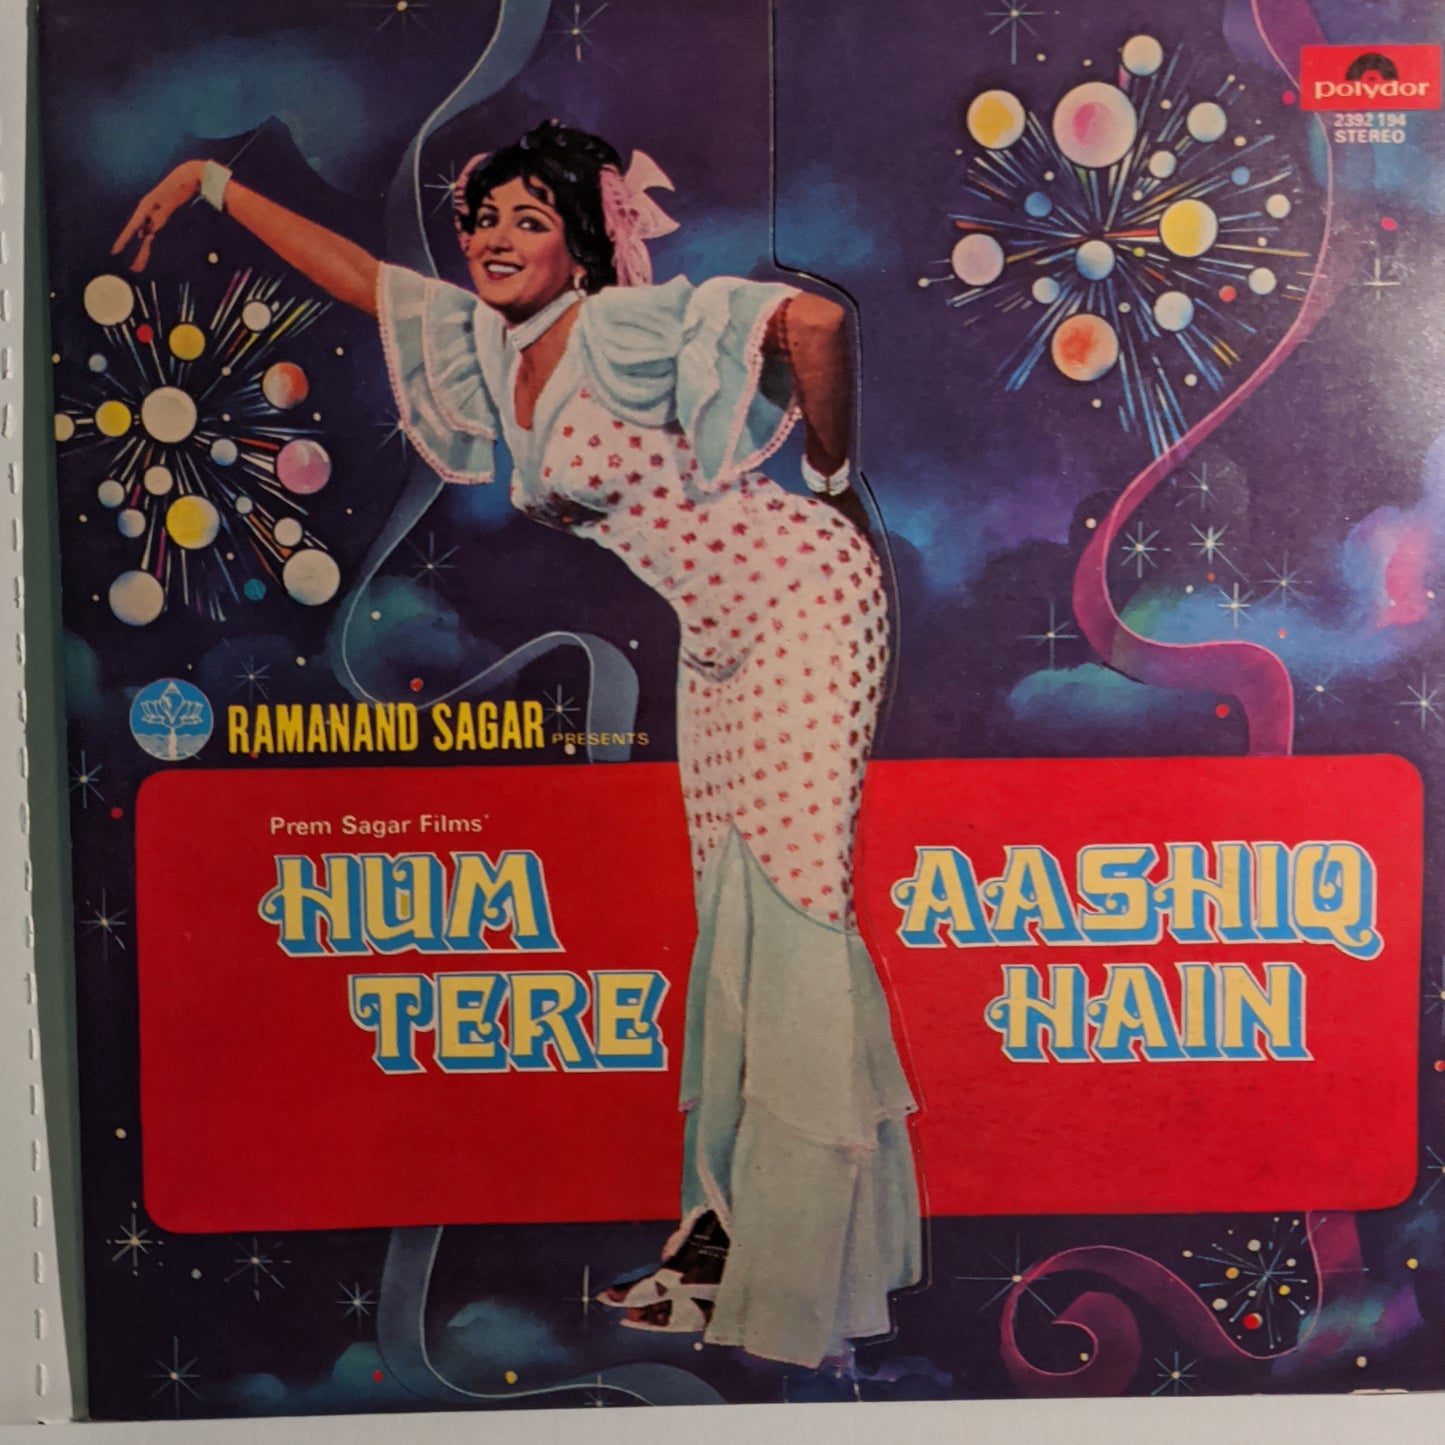 polydor
2392 194
STEREO
RAMANAND SAGAR PRESENTS
Prem Sagar Films'
HUM
TERE
AASHIQ
HAIN